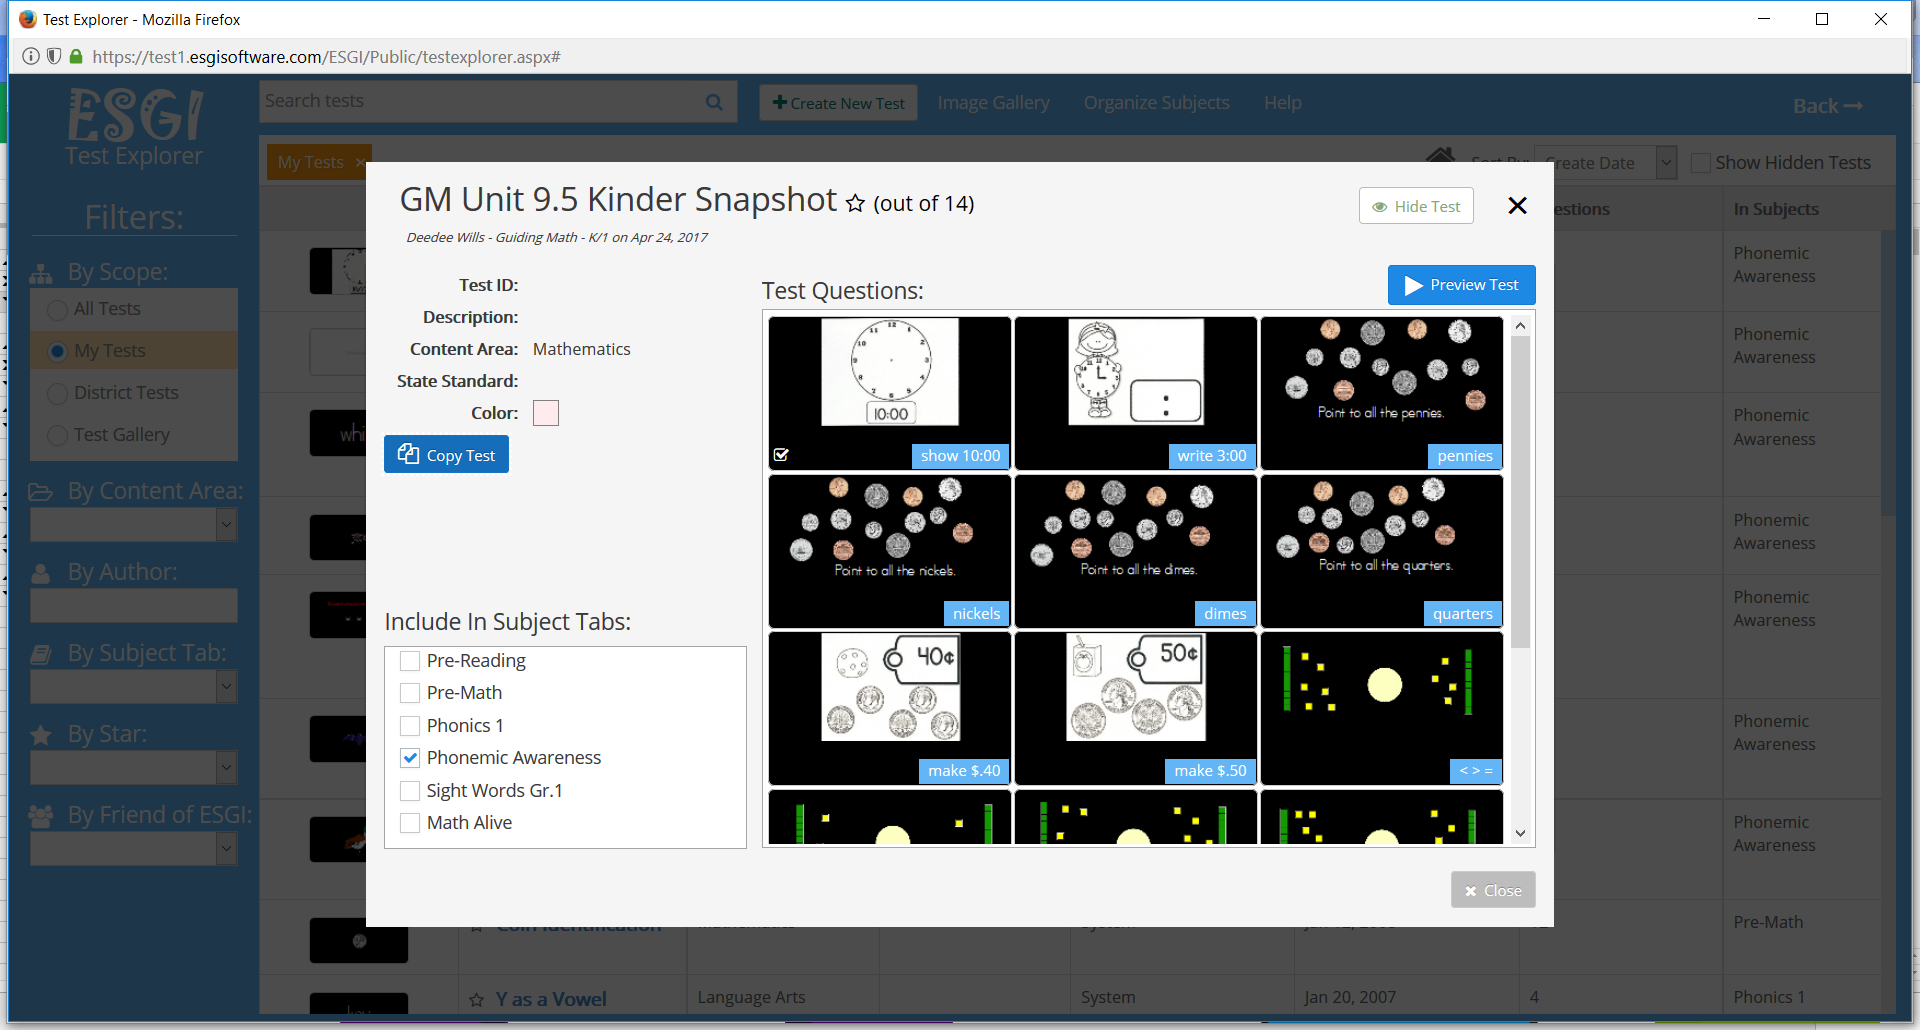 Test Explorer - Mozilla Firefox
https://test1.esgisoftware.com/ESGI/Public/testexplorer.aspx#
ESGI
Test Explorer
Search tests
Create New Test
Image Gallery
Organize Subjects
Help
Back
My Tests
Create Date
Show Hidden Tests
In Subjects
Filters:
By Scope:
All Tests
My Tests
District Tests
Test Gallery
By Content Area:
By Author:
By Subject Tab:
By Star:
By Friend of ESGI:
GM Unit 9.5 Kinder Snapshot (out of 14)
Hide Test
Deedee Wills - Guiding Math - K/1 on Apr 24, 2017
Test ID:
Description:
Content Area: Mathematics
State Standard:
Color:
Copy Test
Include In Subject Tabs:
Pre-Reading
Pre-Math
Phonics 1
Phonemic Awareness
Sight Words Gr.1
Math Alive
Test Questions:
Preview Test
10:00
show 10:00
:
write 3:00
Point to all the pennies.
pennies
Point to all the nickels.
nickels
Point to all the dimes.
dimes
Point to all the quarters.
quarters
40¢
make $.40
50¢
make $.50
< > =
Close
Phonemic
Awareness
Phonemic
Awareness
Phonemic
Awareness
Phonemic
Awareness
Phonemic
Awareness
Phonemic
Awareness
Phonemic
Awareness
Coin Identification
Pre-Math
Y as a Vowel
Language Arts
System
Jan 20, 2007
4
Phonics 1